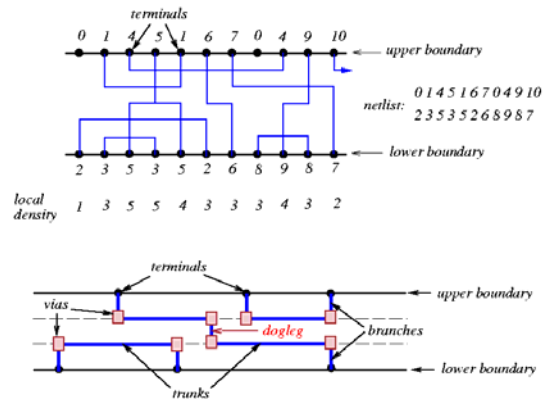 terminals
0 1 4 5 1 6 7 0 4 9 10
upper boundary
netlist:
0 1 4 5 1 6 7 0 4 9 10
2 3 5 3 5 2 6 8 9 8 7
lower boundary
2 3 5 3 5 2 6 8 9 8 7
local density
1 3 5 5 4 3 3 3 4 3 2
terminals
vias
upper boundary
dogleg
branches
trunks
lower boundary